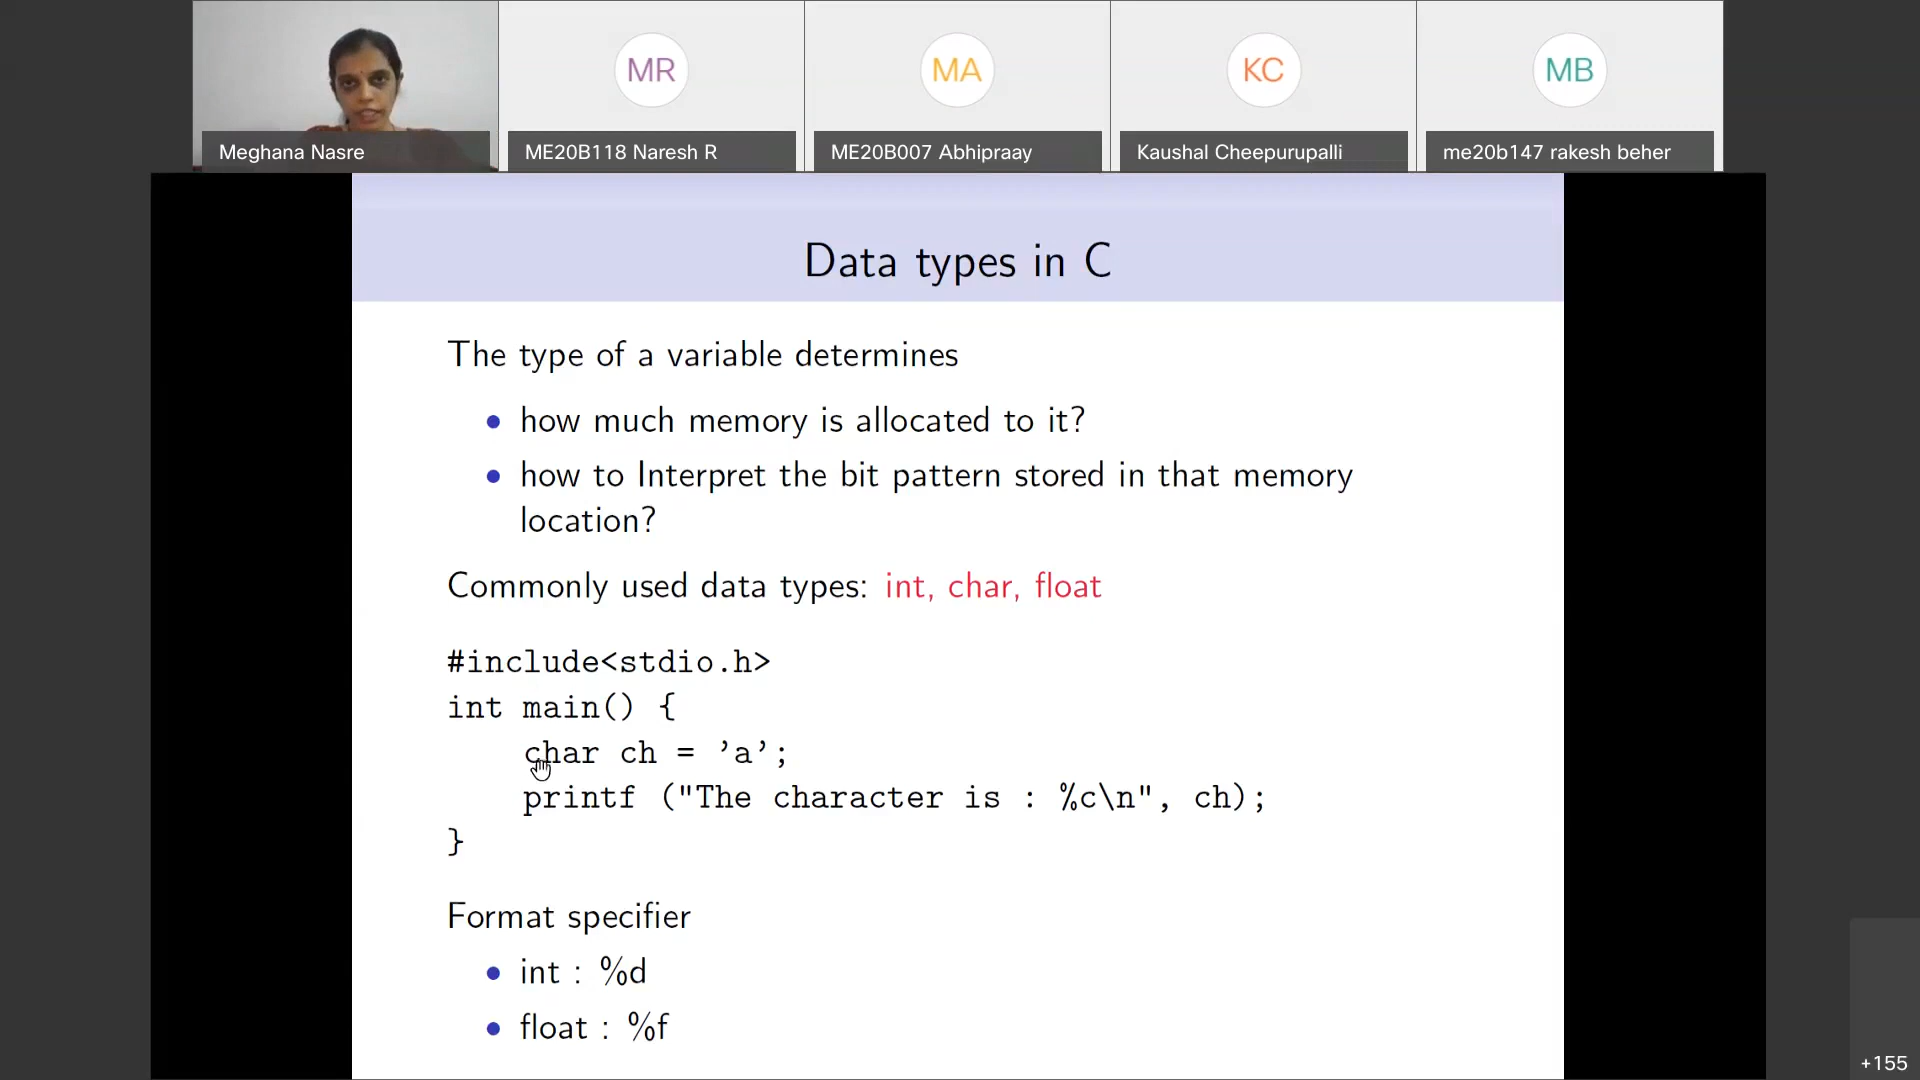 MR
MA
KC
MB
Meghana Nasre
ME20B118 Naresh R
ME20B007 Abhipraay
Kaushal Cheepurupalli
me20b147 rakesh beher
Data types in C
The type of a variable determines
• how much memory is allocated to it?
• how to Interpret the bit pattern stored in that memory
location?
Commonly used data types: int, char, float
#include<stdio.h>
int main() {
char ch = ’a’;
printf ("The character is : %c\n", ch);
}
Format specifier
• int : %d
• float : %f
+155